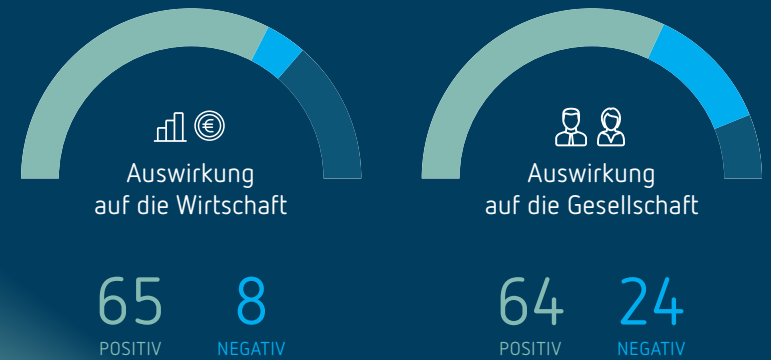 €
Auswirkung
auf die Wirtschaft
65
POSITIV
8
NEGATIV
Auswirkung
auf die Gesellschaft
64
POSITIV
24
NEGATIV